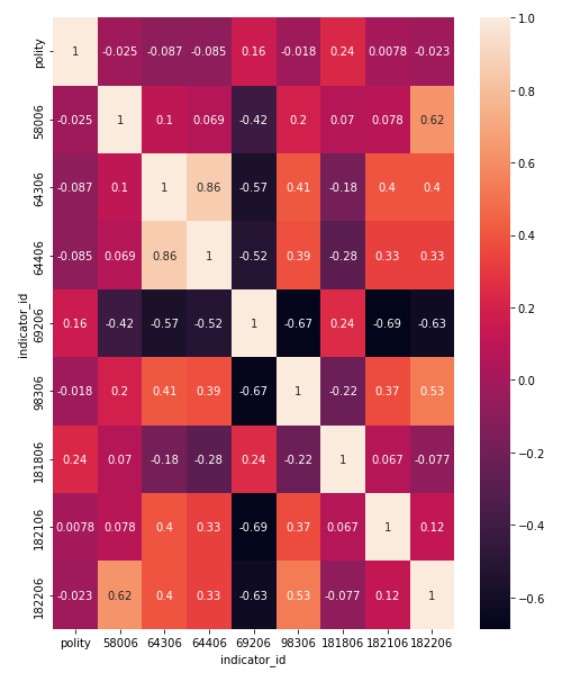 polity 1 -0.025 -0.087 -0.085 0.16 -0.018 0.24 0.0078 -0.023
58006 -0.025 1 0.1 0.069 -0.42 0.2 0.07 0.078 0.62
64306 -0.087 0.1 1 0.86 -0.57 0.41 -0.18 0.4 0.4
64406 -0.085 0.069 0.86 1 -0.52 0.39 -0.28 0.33 0.33
69206 0.16 -0.42 -0.57 -0.52 1 -0.67 0.24 -0.69 -0.63
98306 -0.018 0.2 0.41 0.39 -0.67 1 -0.22 0.37 0.53
181806 0.24 0.07 -0.18 -0.28 0.24 -0.22 1 0.067 -0.077
182106 0.0078 0.078 0.4 0.33 -0.69 0.37 0.067 1 0.12
182206 -0.023 0.62 0.4 0.33 -0.63 0.53 -0.077 0.12 1
indicator_id
polity 58006 64306 64406 69206 98306 181806 182106 182206
indicator_id
1.0
0.8
0.6
0.4
0.2
0.0
−0.2
−0.4
−0.6